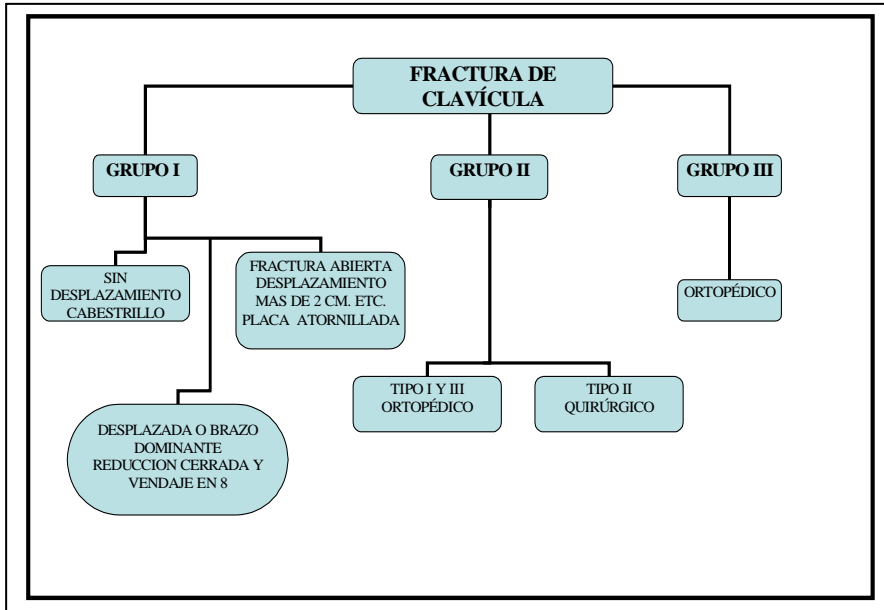 FRACTURA DE
CLAVÍCULA
GRUPO I
GRUPO II
GRUPO III
SIN
DESPLAZAMIENTO
CABESTRILLO
FRACTURA ABIERTA
DESPLAZAMIENTO
MAS DE 2 CM. ETC.
PLACA ATORNILLADA
ORTOPÉDICO
TIPO I Y III
ORTOPÉDICO
TIPO II
QUIRÚRGICO
DESPLAZADA O BRAZO
DOMINANTE
REDUCCION CERRADA Y
VENDAJE EN 8